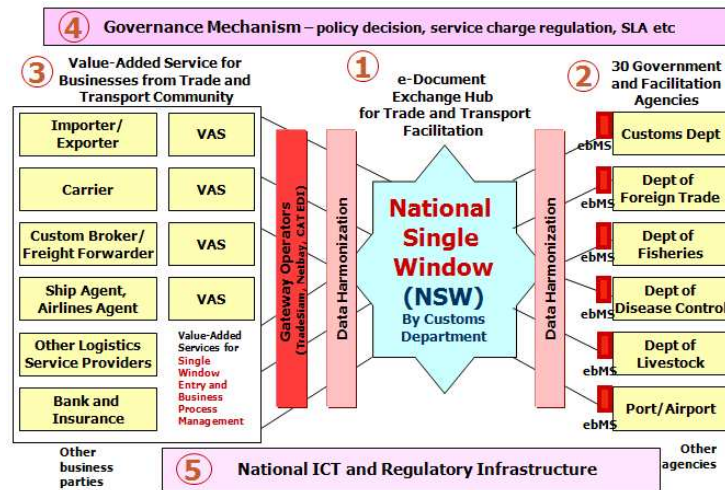 4 Governance Mechanism – policy decision, service charge regulation, SLA etc
3 Value-Added Service for
Businesses from Trade and
Transport Community
1
e-Document
Exchange Hub
for Trade and Transport
Facilitation
2 30 Government
and Facilitation
Agencies
Importer/
Exporter
VAS
Carrier
VAS
Custom Broker/
Freight Forwarder
VAS
Ship Agent,
Airlines Agent
VAS
Other Logistics
Service Providers
Bank and
Insurance
Value-Added
Services for
Single
Window
Entry and
Business
Process
Management
Other
business
parties
Gateway Operators
(TradeSiam, Netbay, CAT EDI)
Data Harmonization
National
Single
Window
(NSW)
By Customs
Department
Data Harmonization
ebMS
Customs Dept
ebMS
Dept of
Foreign Trade
ebMS
Dept of
Fisheries
ebMS
Dept of
Disease Control
ebMS
Dept of
Livestock
ebMS
Port/Airport
Other
agencies
5 National ICT and Regulatory Infrastructure